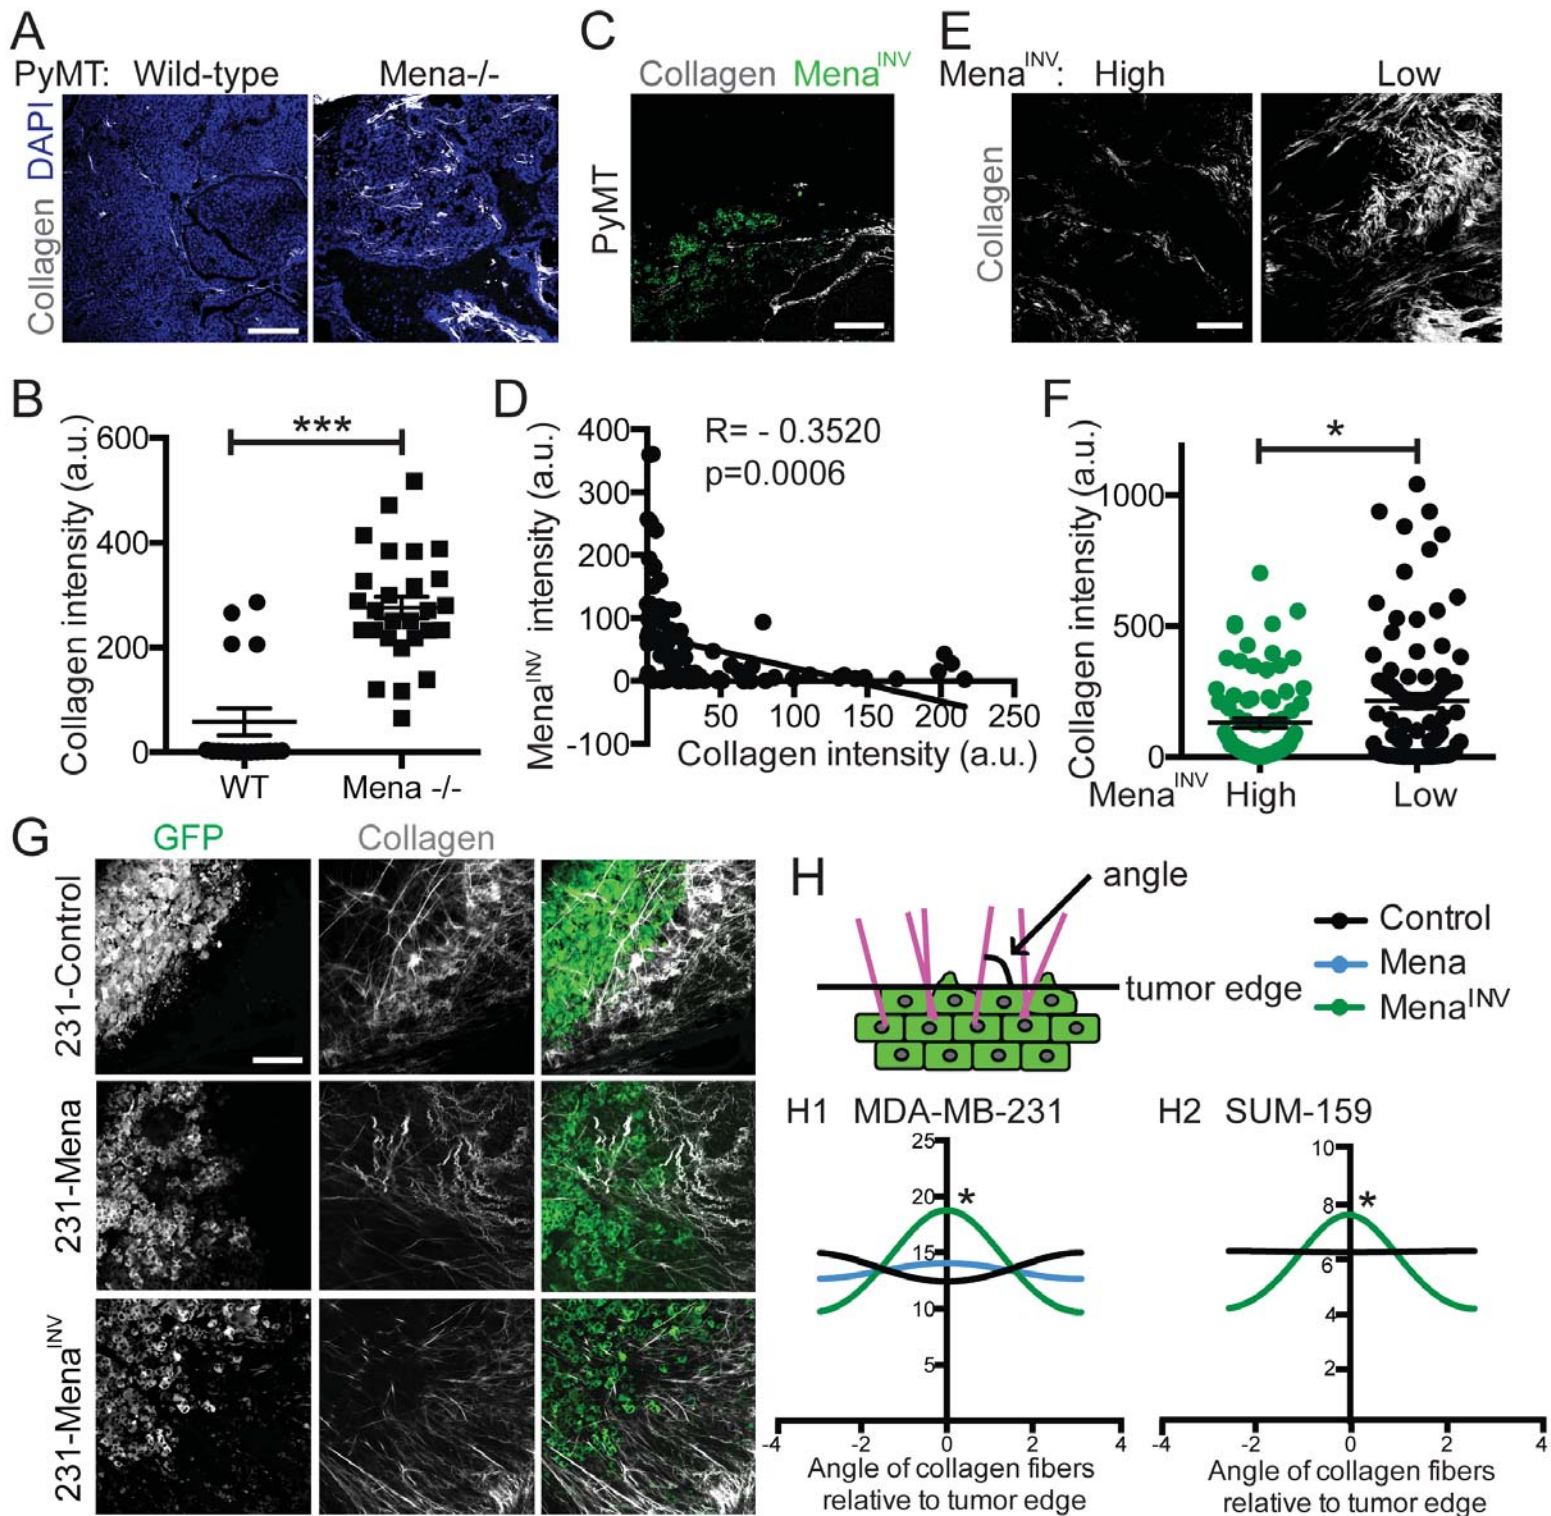 A
PyMT: Wild-type Mena-/-
Collagen DAPI
C
Collagen Mena^INV
PyMT
E
Mena^INV: High Low
Collagen
B
Collagen intensity (a.u.)
600
400
200
0
***
WT Mena -/-
D
Mena^INV intensity (a.u.)
400
300
200
100
0
-100
R= - 0.3520
p=0.0006
50 100 150 200 250
Collagen intensity (a.u.)
F
Collagen intensity (a.u.)
1000
500
0
*
Mena^INV High Low
G
GFP Collagen
231-Control
231-Mena
231-Mena^INV
H
angle
tumor edge
Control
Mena
Mena^INV
H1 MDA-MB-231
25
20
15
10
5
*
-4 -2 0 2 4
Angle of collagen fibers
relative to tumor edge
H2 SUM-159
10
8
6
4
2
*
-4 -2 0 2 4
Angle of collagen fibers
relative to tumor edge